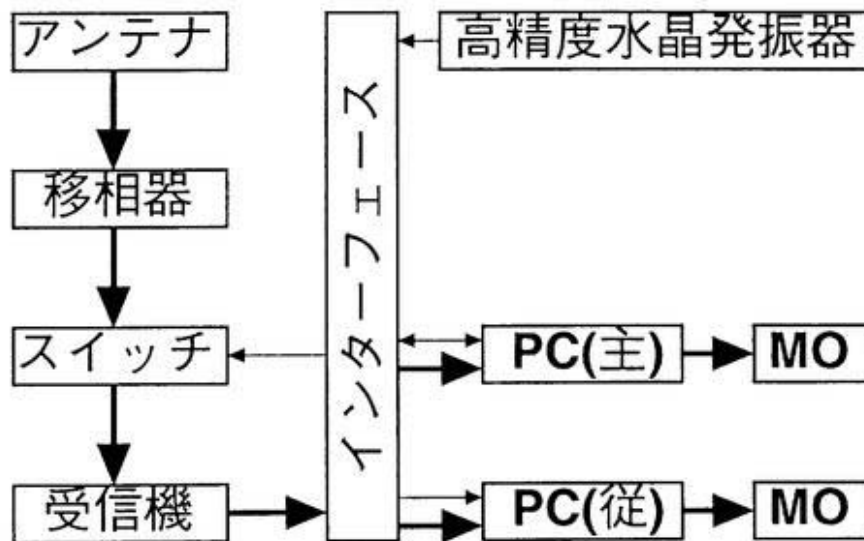 アンテナ
高精度水晶発振器
移相器
インターフェース
スイッチ
PC(主)
MO
受信機
PC(従)
MO